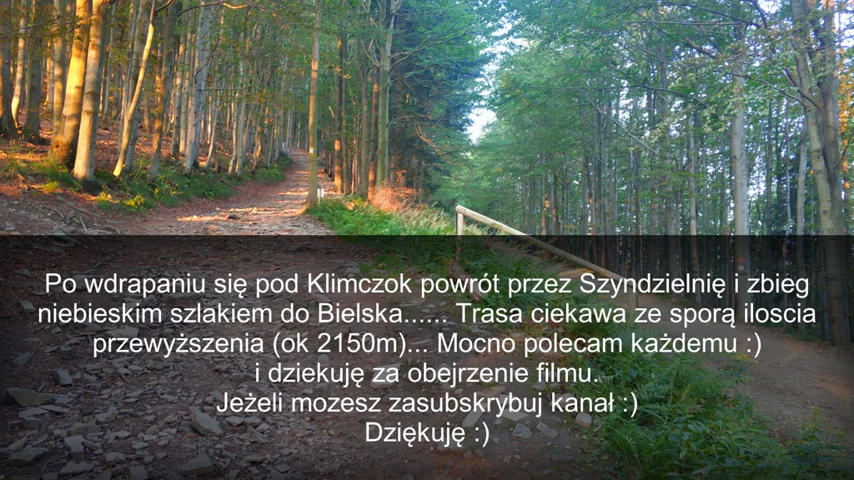 Po wdrapaniu się pod Klimczok powrót przez Szyndzielnię i zbieg
niebieskim szlakiem do Bielska...... Trasa ciekawa ze sporą iloscia
przewyższenia (ok 2150m)... Mocno polecam każdemu :)
i dziekuję za obejrzenie filmu.
Jeżeli mozesz zasubskrybuj kanał :)
Dziękuję :)